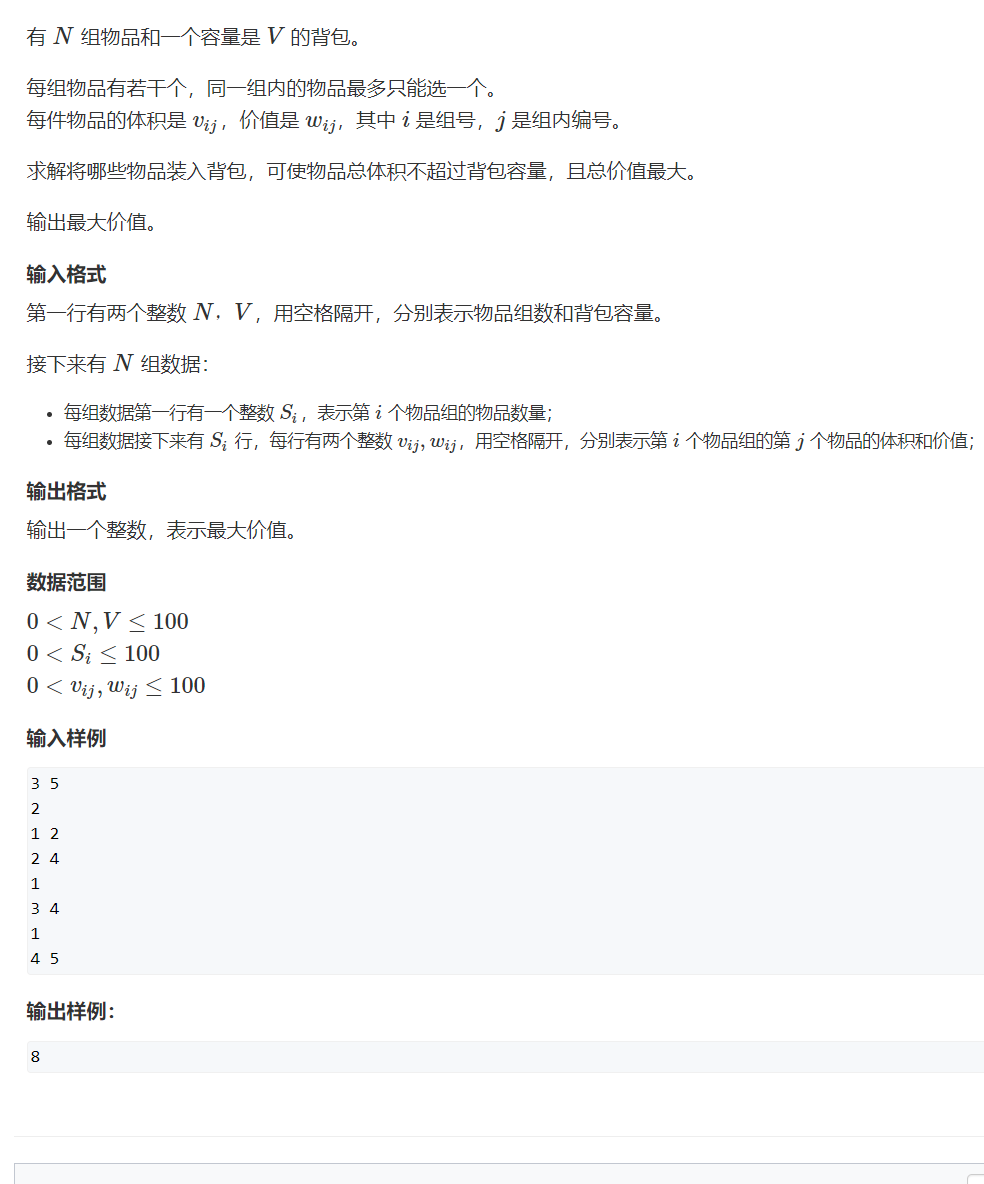 有 N 组物品和一个容量是 V 的背包。
每组物品有若干个，同一组内的物品最多只能选一个。
每件物品的体积是 v_{ij}，价值是 w_{ij}，其中 i 是组号，j 是组内编号。
求解将哪些物品装入背包，可使物品总体积不超过背包容量，且总价值最大。
输出最大价值。
输入格式
第一行有两个整数 N，V，用空格隔开，分别表示物品组数和背包容量。
接下来有 N 组数据：
• 每组数据第一行有一个整数 S_i，表示第 i 个物品组的物品数量；
• 每组数据接下来有 S_i 行，每行有两个整数 v_{ij}, w_{ij}，用空格隔开，分别表示第 i 个物品组的第 j 个物品的体积和价值；
输出格式
输出一个整数，表示最大价值。
数据范围
0 < N, V ≤ 100
0 < S_i ≤ 100
0 < v_{ij}, w_{ij} ≤ 100
输入样例
3 5
2
1 2
2 4
1
3 4
1
4 5
输出样例：
8